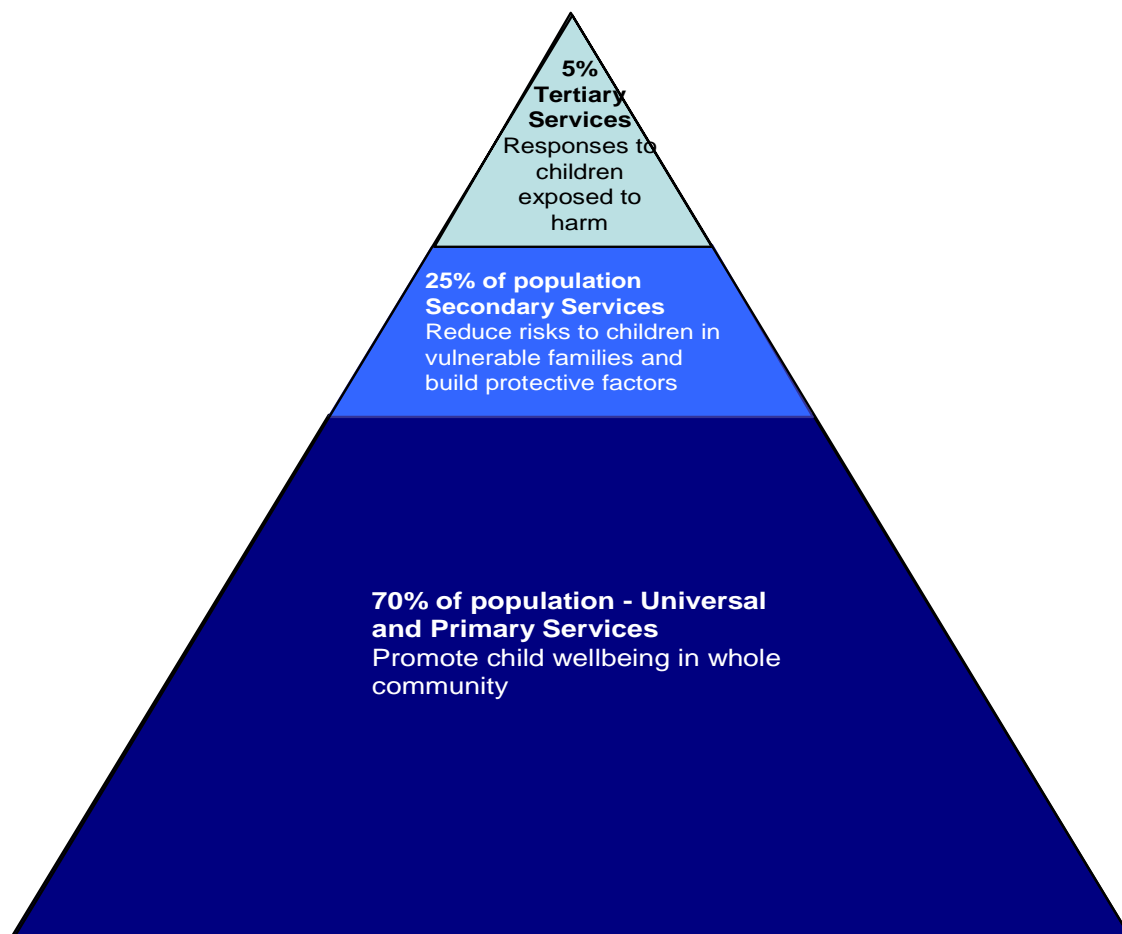 5%
Tertiary
Services
Responses to
children
exposed to
harm
25% of population
Secondary Services
Reduce risks to children in
vulnerable families and
build protective factors
70% of population - Universal
and Primary Services
Promote child wellbeing in whole
community